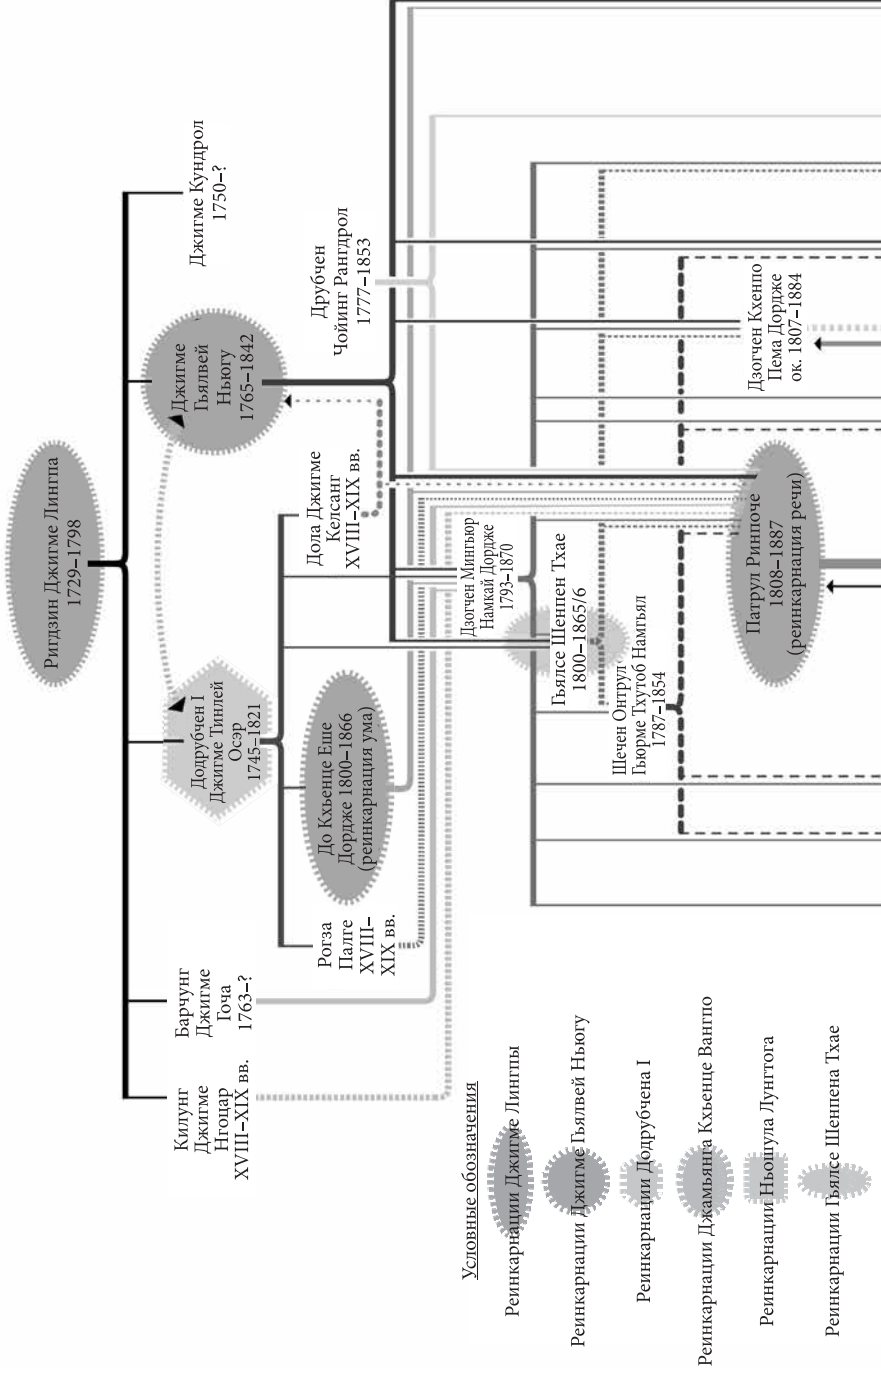 Ригдзин Джигме Лингпа
1729–1798
Килунг
Джигме
Нгоцар
XVIII–XIX вв.
Барчунг
Джигме
Гоча
1763–?
Додрубчен I
Джигме Тинлей
Осэр
1745–1821
Джигме
Гьялвей
Ньюгу
1765–1842
Джигме Кундрол
1750–?
Рогза
Палге
XVIII–
XIX вв.
До Кхьенце Еше
Дордже 1800–1866
(реинкарнация ума)
Дола Джигме
Келсанг
XVIII–XIX вв.
Друбчен
Чойинг Рангдрол
1777–1853
Дзогчен Мингьюр
Намкай Дордже
1793–1870
Гьялсе Шенпен Тхае
1800–1865/6
Шечен Онтрул
Гьюрме Тхутоб Намгьял
1787–1854
Патрул Ринпоче
1808–1887
(реинкарнация речи)
Дзогчен Кхенпо
Пема Дордже
ок. 1807–1884
Условные обозначения
Реинкарнации Джигме Лингпы
Реинкарнации Джигме Гьялвей Ньюгу
Реинкарнации Додрубчена I
Реинкарнации Джамьянга Кхьенце Вангпо
Реинкарнации Ньошула Лунгтога
Реинкарнации Гьялсе Шенпена Тхае